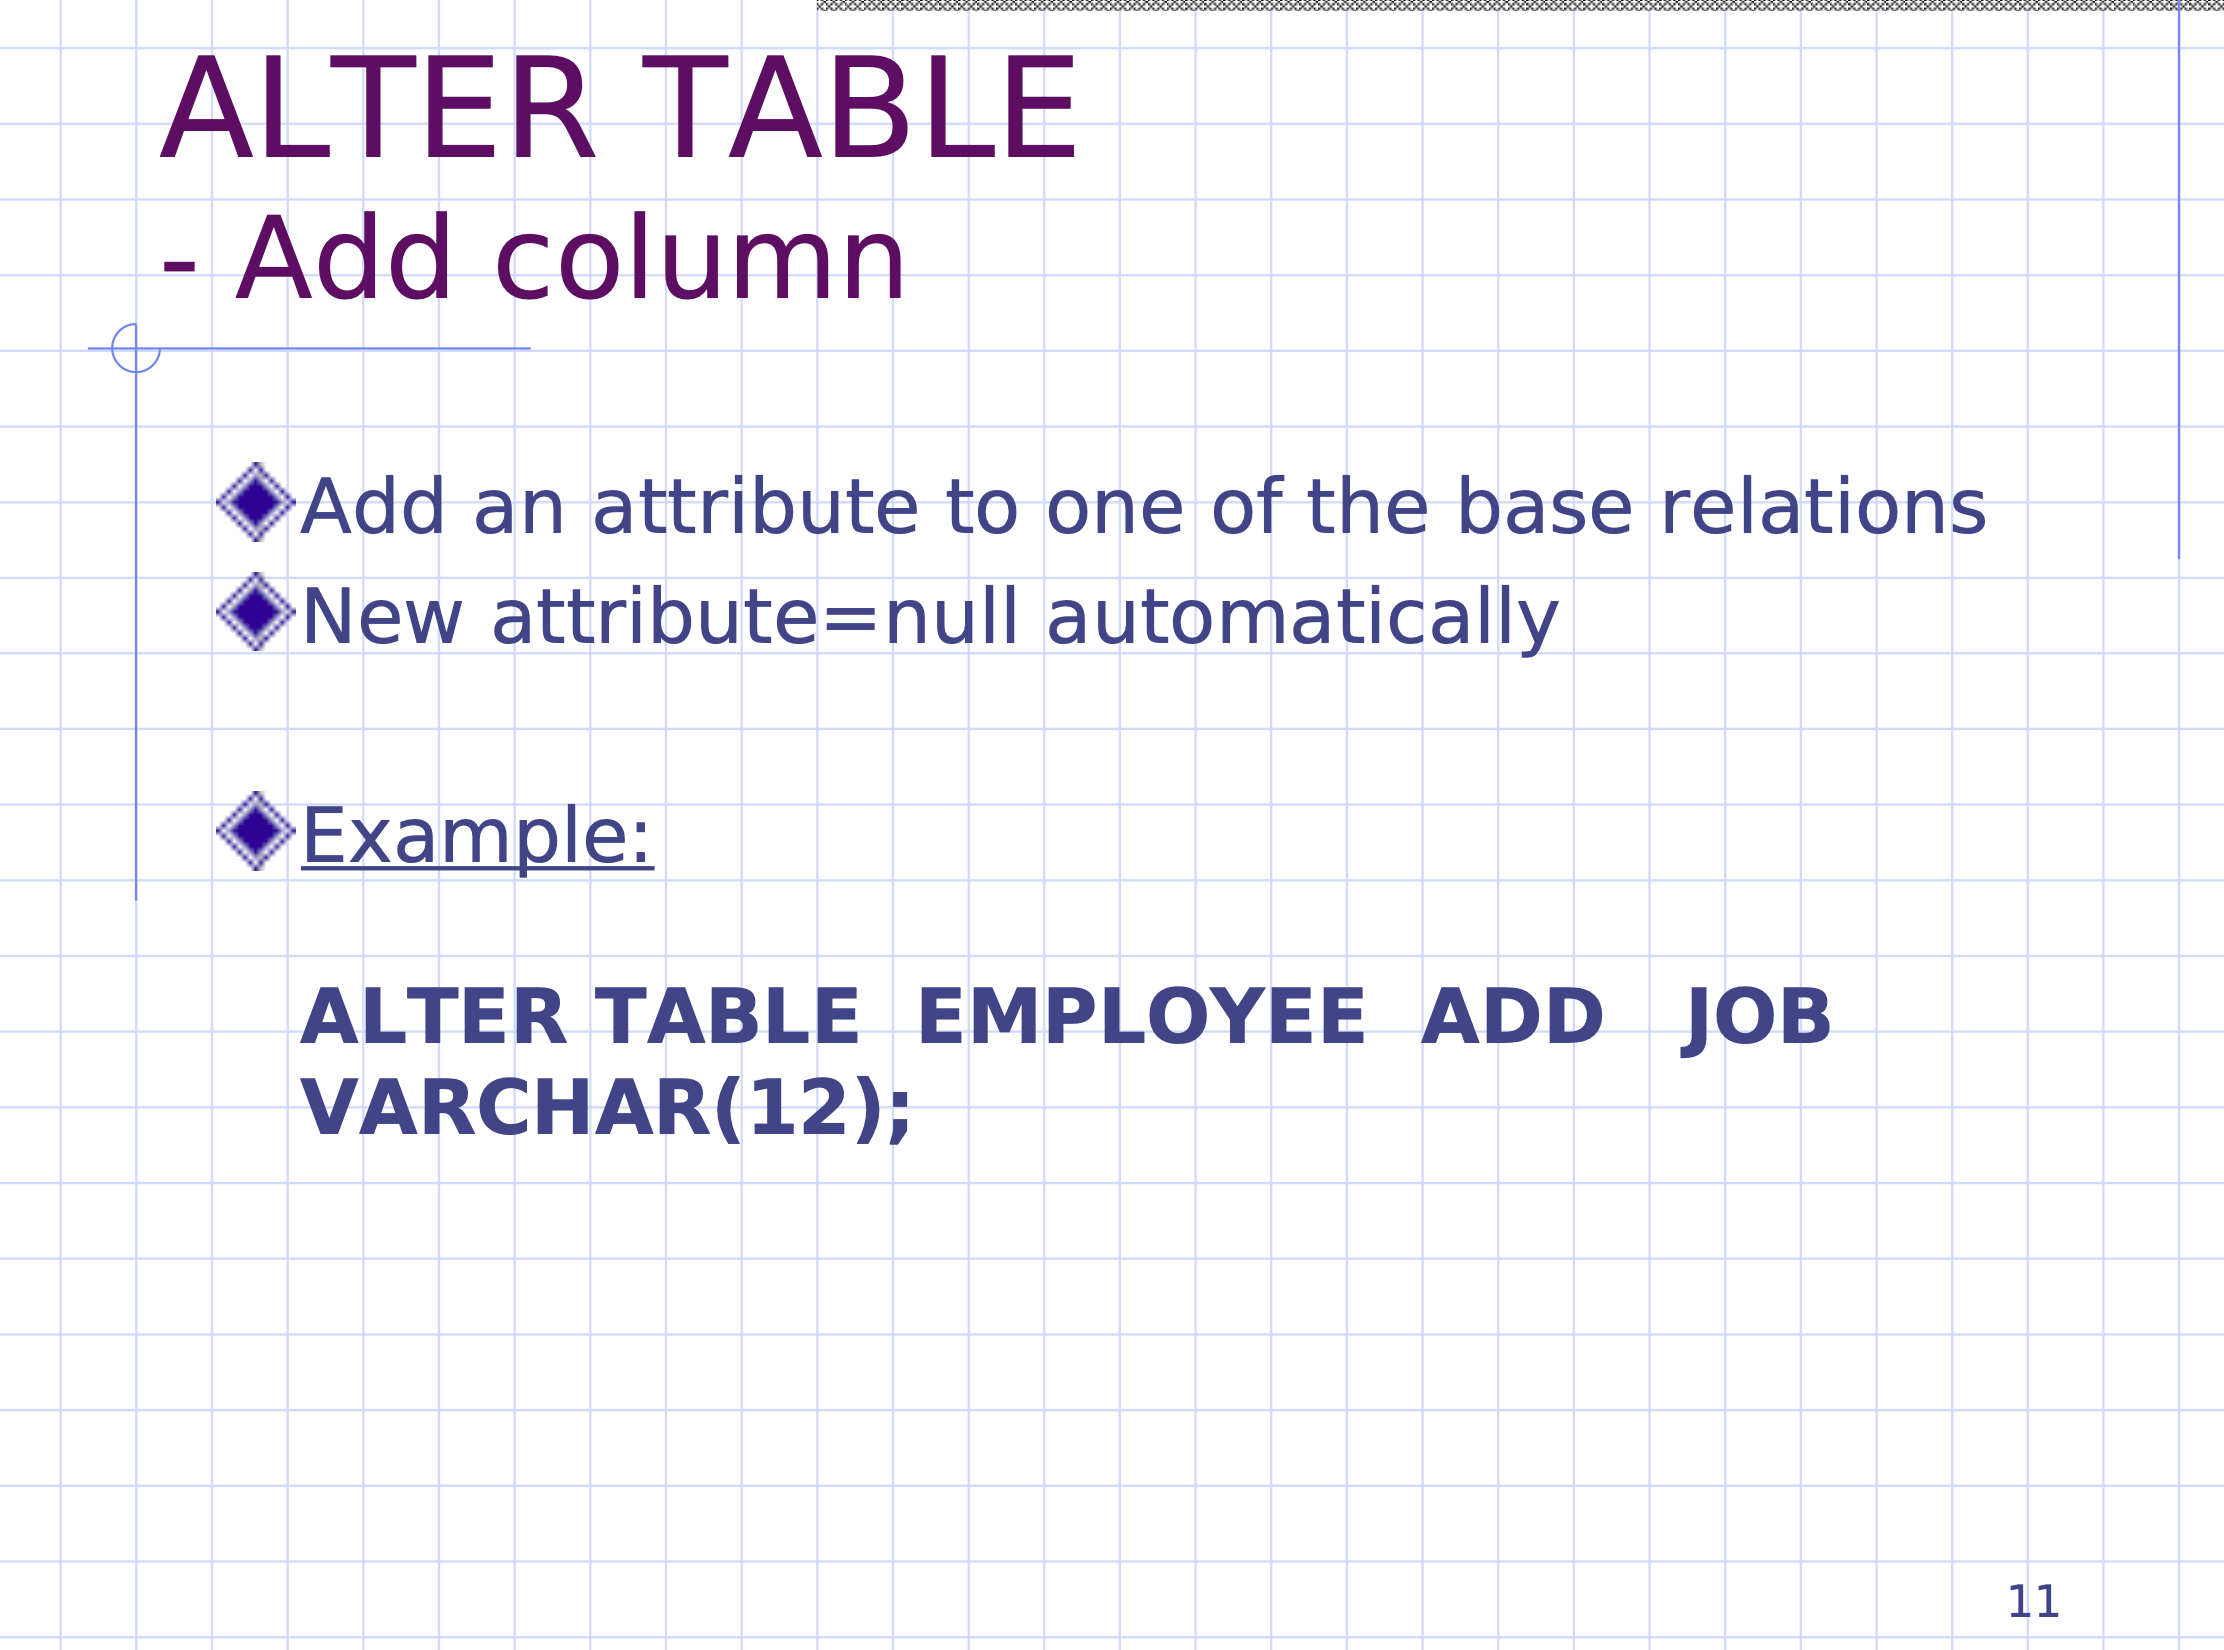 ALTER TABLE
- Add column
Add an attribute to one of the base relations
New attribute=null automatically
Example:
ALTER TABLE EMPLOYEE ADD JOB
VARCHAR(12);
11